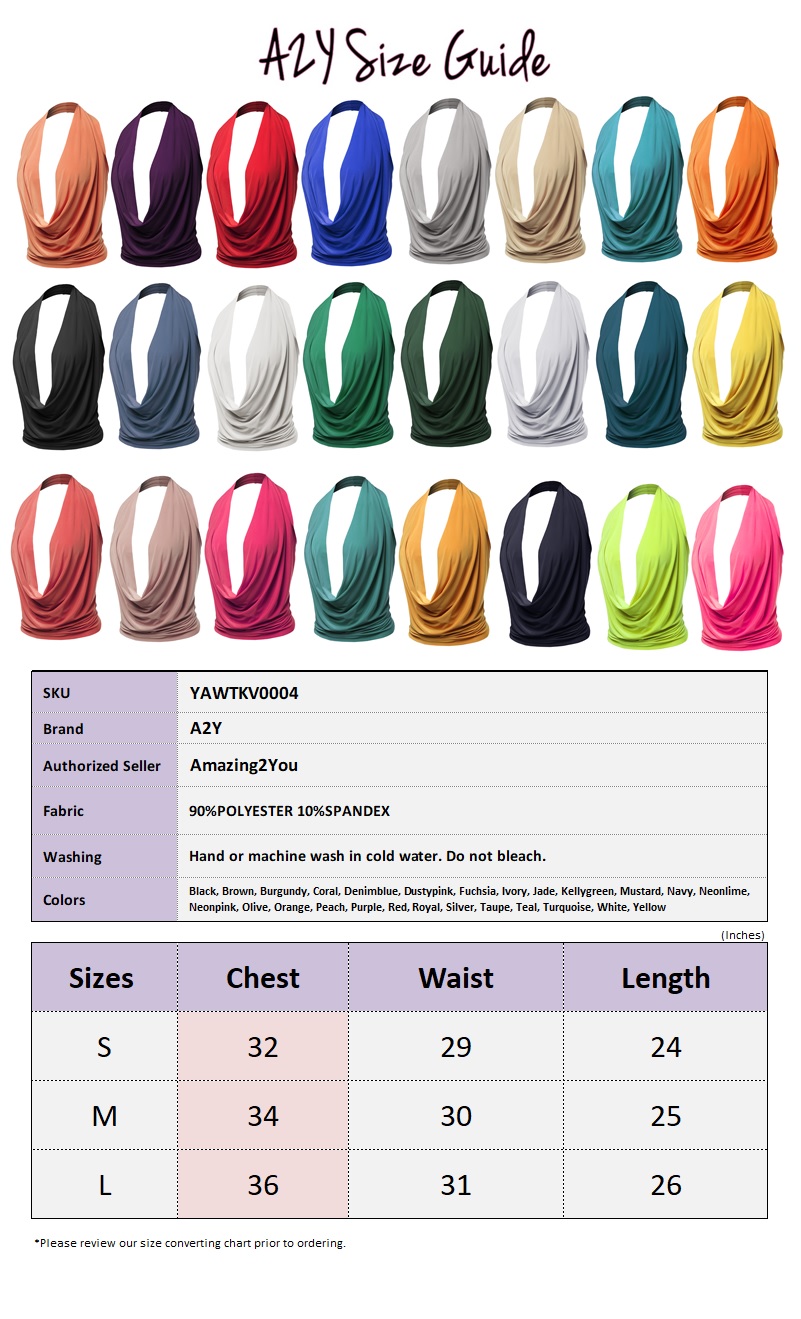 A2Y Size Guide
SKU YAWTKV0004
Brand A2Y
Authorized Seller Amazing2You
Fabric 90%POLYESTER 10%SPANDEX
Washing Hand or machine wash in cold water. Do not bleach.
Colors Black, Brown, Burgundy, Coral, Denimblue, Dustypink, Fuchsia, Ivory, Jade, Kellygreen, Mustard, Navy, Neonlime,
Neonpink, Olive, Orange, Peach, Purple, Red, Royal, Silver, Taupe, Teal, Turquoise, White, Yellow
(Inches)
Sizes Chest Waist Length
S 32 29 24
M 34 30 25
L 36 31 26
*Please review our size converting chart prior to ordering.